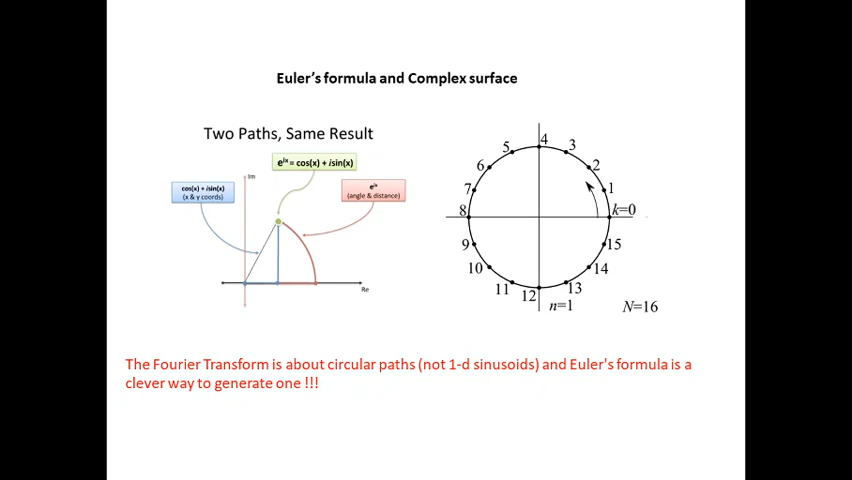 Euler's formula and Complex surface
Two Paths, Same Result
e^ix = cos(x) + isin(x)
Im
cos(x) + isin(x)
(x & y coords)
e^ix
(angle & distance)
Re
4
5
3
6
2
7
1
8
k=0
9
15
10
14
11
13
12
n=1
N=16
The Fourier Transform is about circular paths (not 1-d sinusoids) and Euler's formula is a
clever way to generate one !!!